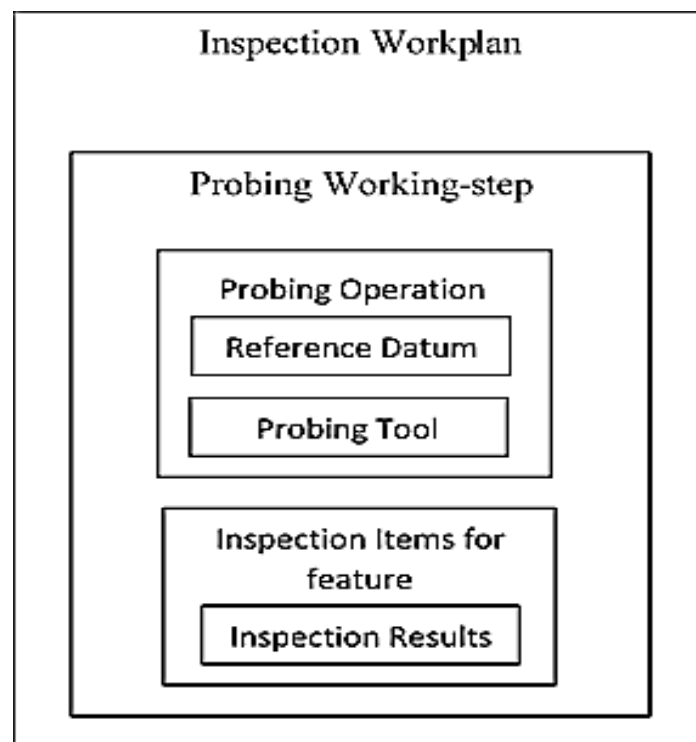 Inspection Workplan
Probing Working-step
Probing Operation
Reference Datum
Probing Tool
Inspection Items for
feature
Inspection Results